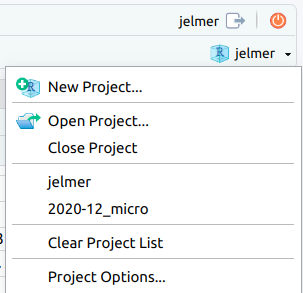 jelmer
jelmer
New Project...
Open Project...
Close Project
jelmer
2020-12_micro
Clear Project List
Project Options...